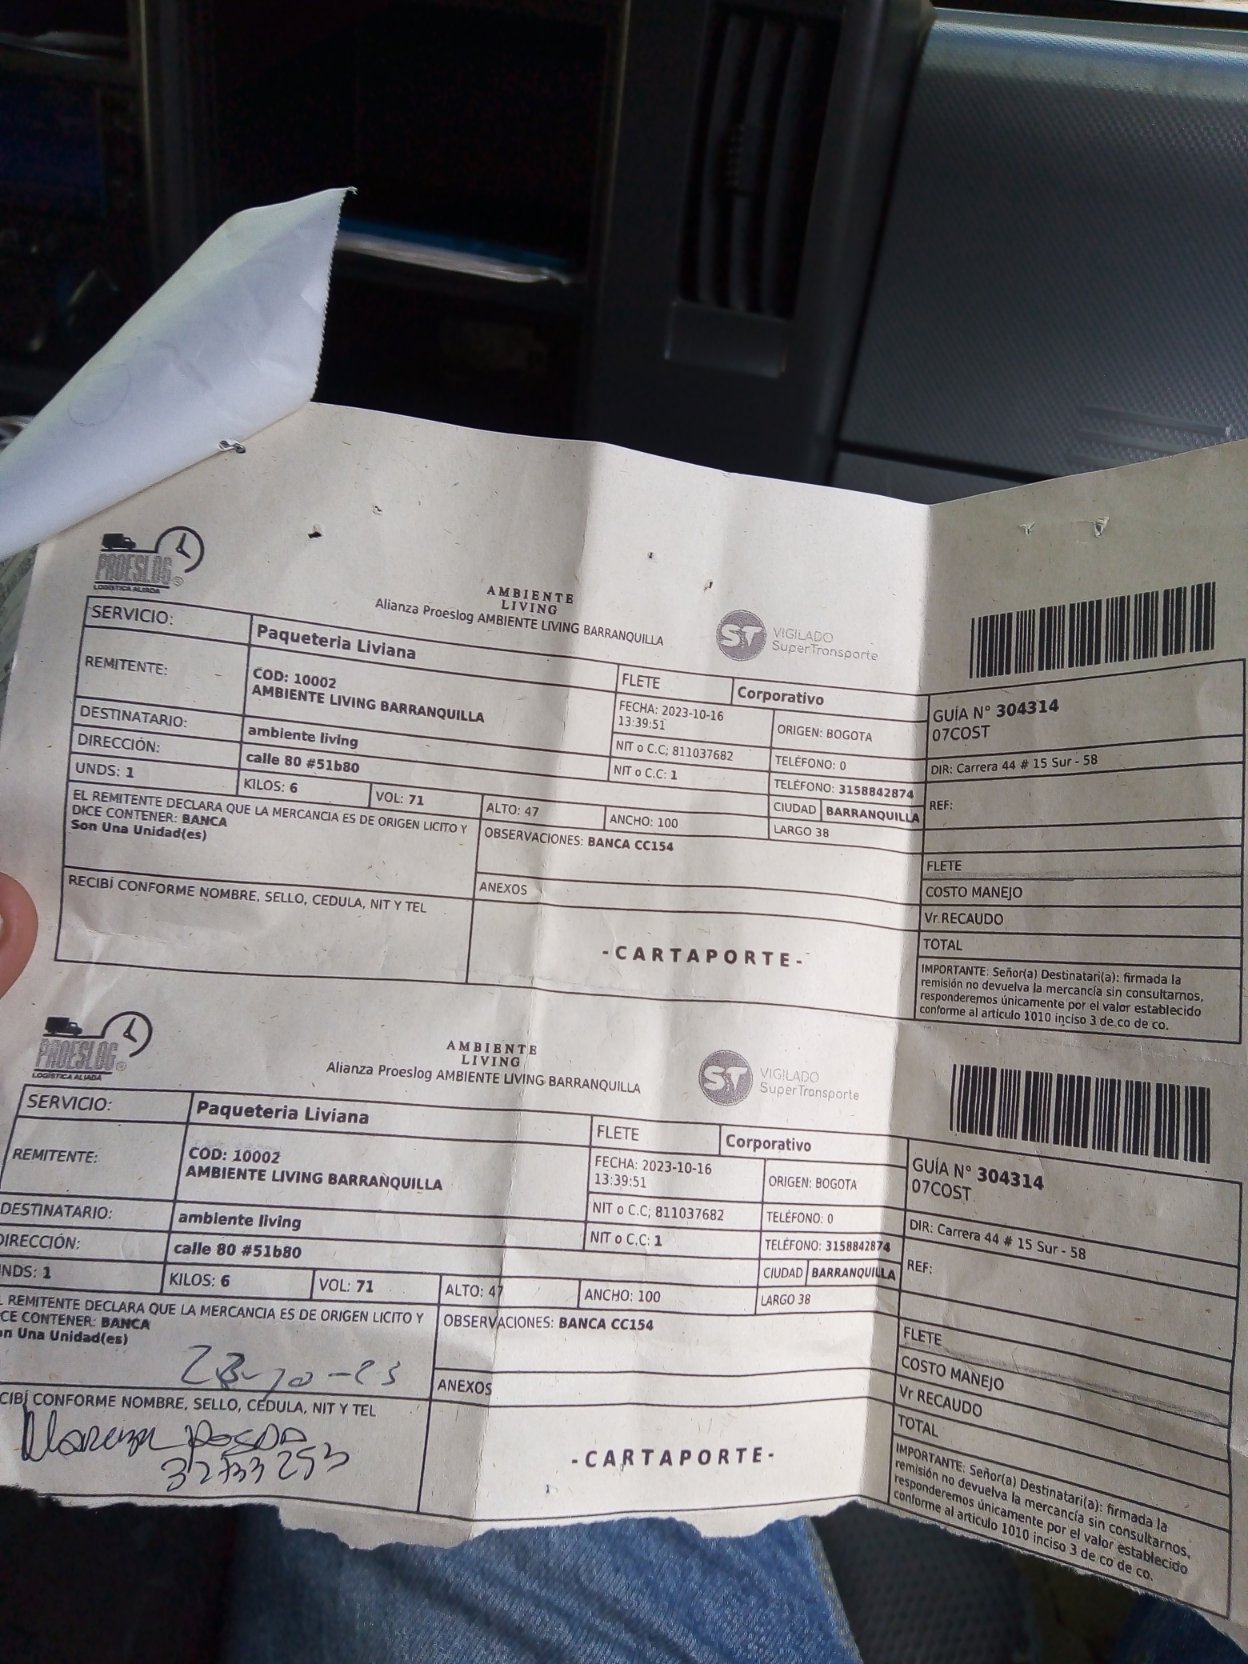 PROESLOG
LOGÍSTICA ALIADA
AMBIENTE
LIVING
Alianza Proeslog AMBIENTE LIVING BARRANQUILLA
ST VIGILADO
SuperTransporte
SERVICIO: Paqueteria Liviana
FLETE Corporativo
REMITENTE: COD: 10002
AMBIENTE LIVING BARRANQUILLA
FECHA: 2023-10-16
13:39:51
ORIGEN: BOGOTA
GUÍA N° 304314
07COST
DESTINATARIO: ambiente living
NIT o C.C; 811037682
TELÉFONO: 0
DIR: Carrera 44 # 15 Sur - 58
DIRECCIÓN: calle 80 #51b80
NIT o C.C: 1
TELÉFONO: 3158842874
REF:
UNDS: 1 KILOS: 6 VOL: 71 ALTO: 47 ANCHO: 100
CIUDAD BARRANQUILLA
LARGO 38
EL REMITENTE DECLARA QUE LA MERCANCIA ES DE ORIGEN LICITO Y
DICE CONTENER: BANCA
Son Una Unidad(es)
OBSERVACIONES: BANCA CC154
ANEXOS
RECIBÍ CONFORME NOMBRE, SELLO, CEDULA, NIT Y TEL
-CARTAPORTE-
FLETE
COSTO MANEJO
Vr RECAUDO
TOTAL
IMPORTANTE: Señor(a) Destinatari(a): firmada la
remisión no devuelva la mercancía sin consultarnos,
responderemos únicamente por el valor establecido
conforme al articulo 1010 inciso 3 de co de co.
PROESLOG
LOGÍSTICA ALIADA
AMBIENTE
LIVING
Alianza Proeslog AMBIENTE LIVING BARRANQUILLA
ST VIGILADO
SuperTransporte
SERVICIO: Paqueteria Liviana
FLETE Corporativo
REMITENTE: COD: 10002
AMBIENTE LIVING BARRANQUILLA
FECHA: 2023-10-16
13:39:51
ORIGEN: BOGOTA
GUÍA N° 304314
07COST
DESTINATARIO: ambiente living
NIT o C.C; 811037682
TELÉFONO: 0
DIR: Carrera 44 # 15 Sur - 58
DIRECCIÓN: calle 80 #51b80
NIT o C.C: 1
TELÉFONO: 3158842874
REF:
NDS: 1 KILOS: 6 VOL: 71 ALTO: 47 ANCHO: 100
CIUDAD BARRANQUILLA
LARGO 38
L REMITENTE DECLARA QUE LA MERCANCIA ES DE ORIGEN LICITO Y
CE CONTENER: BANCA
on Una Unidad(es)
OBSERVACIONES: BANCA CC154
23-10-23
ANEXOS
CIBÍ CONFORME NOMBRE, SELLO, CEDULA, NIT Y TEL
32733253
-CARTAPORTE-
FLETE
COSTO MANEJO
Vr RECAUDO
TOTAL
IMPORTANTE: Señor(a) Destinatari(a): firmada la
remisión no devuelva la mercancía sin consultarnos,
responderemos únicamente por el valor establecido
conforme al articulo 1010 inciso 3 de co de co.